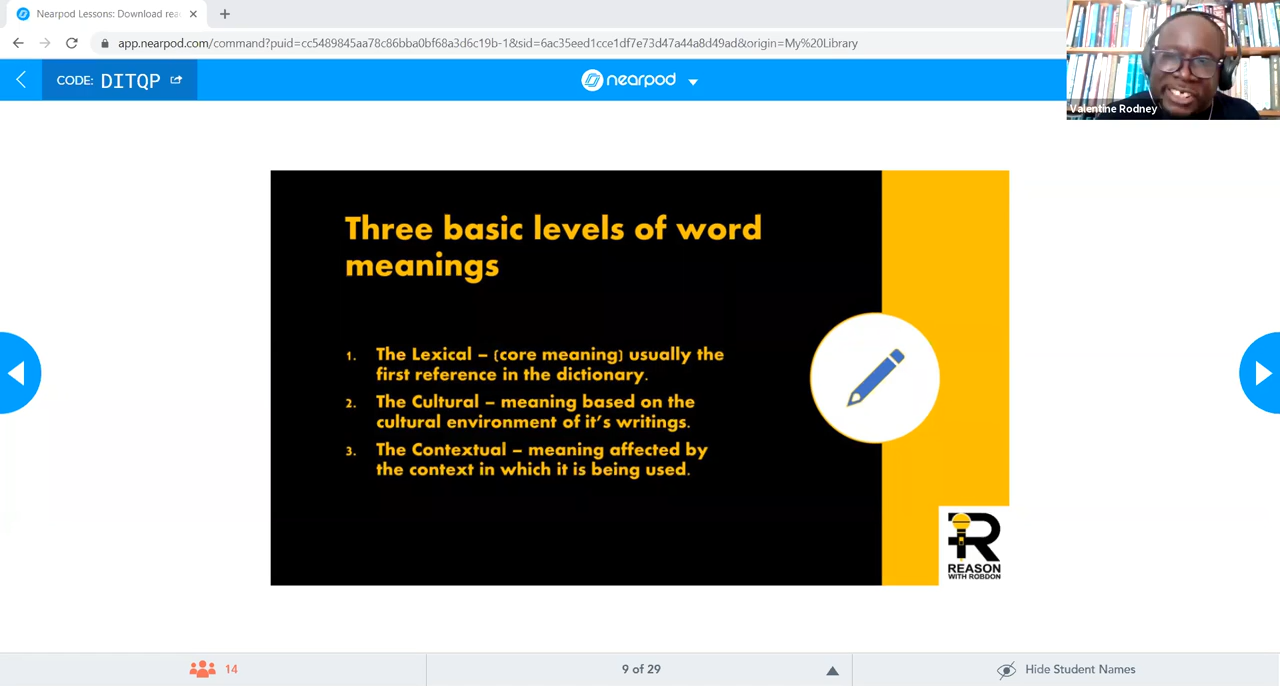 Nearpod Lessons: Download rea
app.nearpod.com/command?puid=cc5489845aa78c86bba0bf68a3d6c19b-1&sid=6ac35eed1cce1df7e73d47a44a8d49ad&origin=My%20Library
CODE: DITQP
nearpod
Valentine Rodney
Three basic levels of word
meanings
1. The Lexical – (core meaning) usually the
first reference in the dictionary.
2. The Cultural – meaning based on the
cultural environment of it's writings.
3. The Contextual – meaning affected by
the context in which it is being used.
R
REASON
WITH ROBDON
14
9 of 29
Hide Student Names